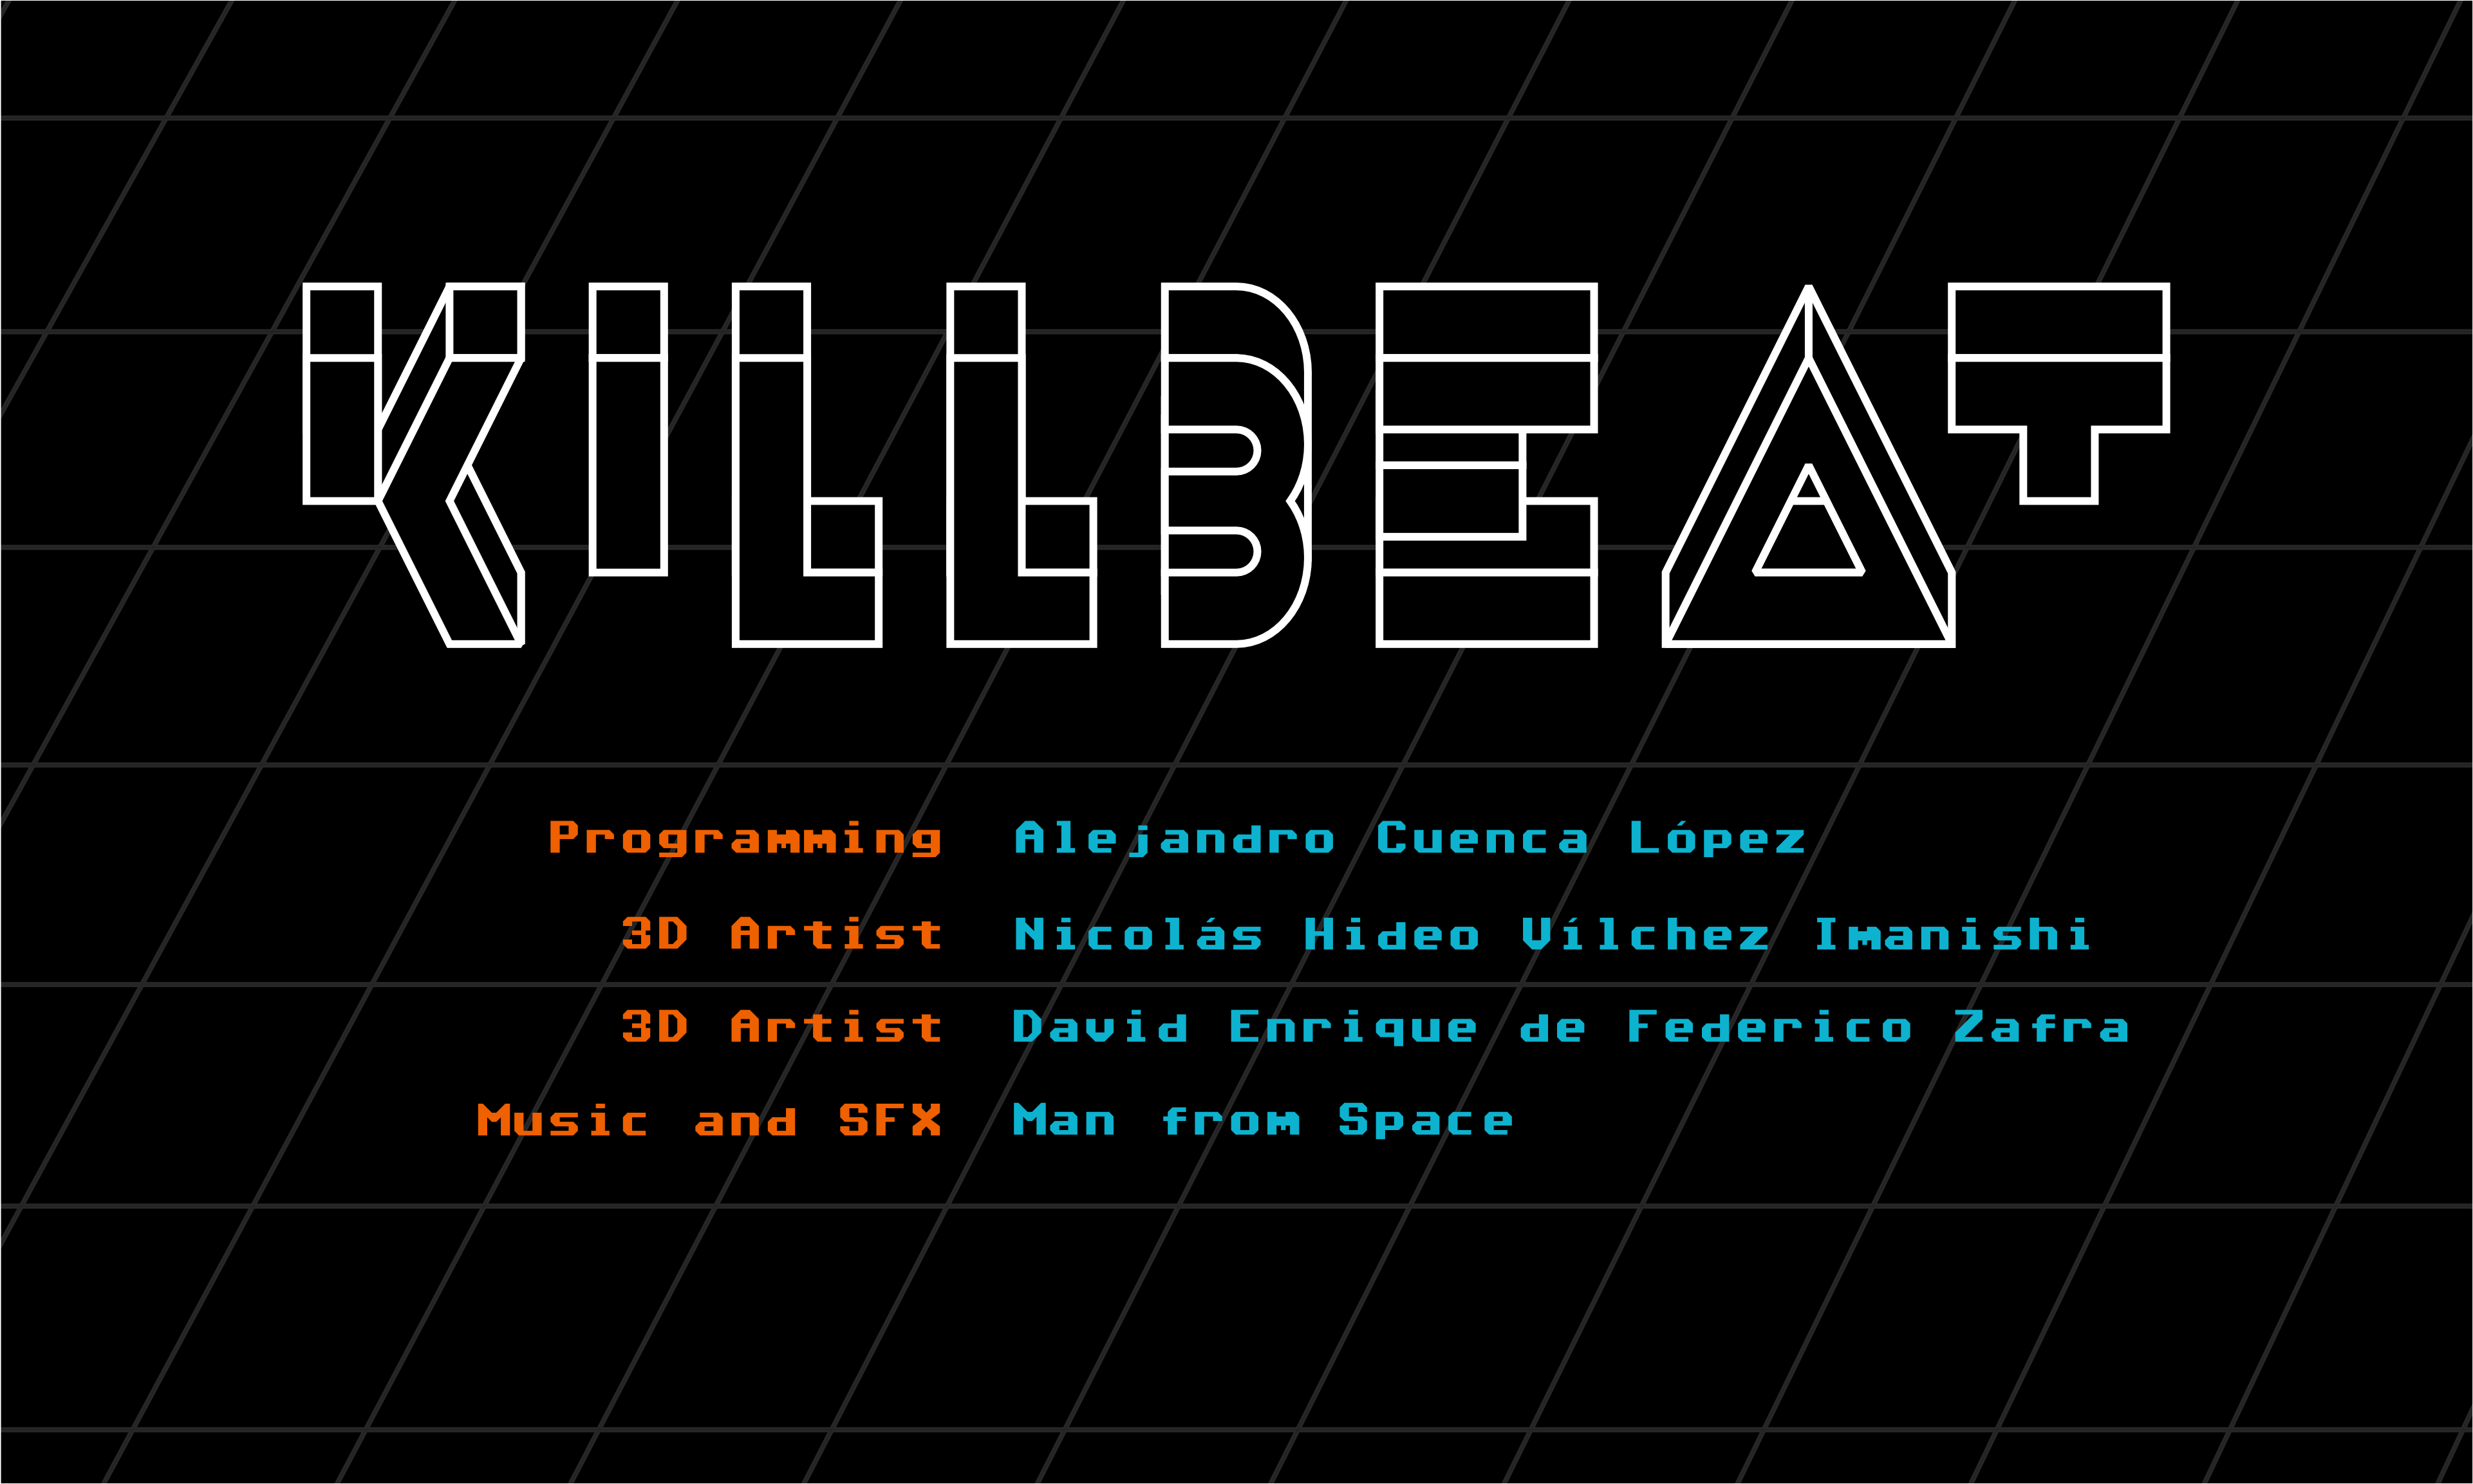 KILLBEAT
Programming Alejandro Cuenca López
3D Artist Nicolás Hideo Vílchez Imanishi
3D Artist David Enrique de Federico Zafra
Music and SFX Man from Space